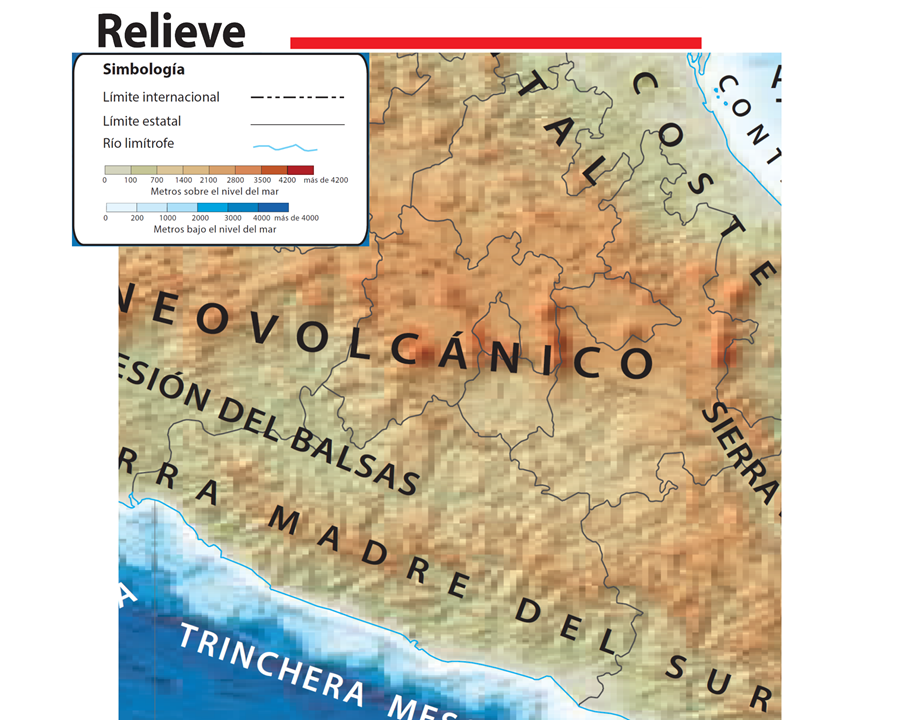 Relieve
Simbología
Límite internacional
Límite estatal
Río limítrofe
0 100 700 1400 2100 2800 3500 4200 más de 4200
Metros sobre el nivel del mar
0 200 1000 2000 3000 4000 más de 4000
Metros bajo el nivel del mar
TAL
COSTE
CONT
NEOVOLCÁNICO
ESIÓN DEL BALSAS
SIERRA
RRA MADRE DEL SUR
A
TRINCHERA MES